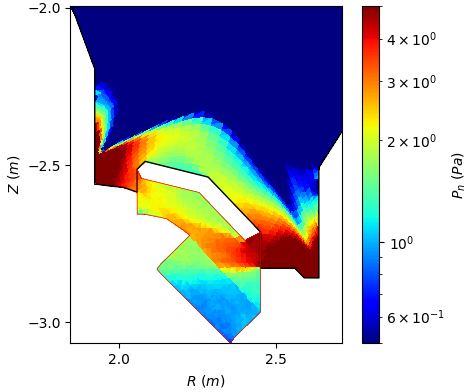 −2.0
−2.5
−3.0
Z (m)
2.0
2.5
R (m)
4 × 10⁰
3 × 10⁰
2 × 10⁰
10⁰
6 × 10⁻¹
Pₙ (Pa)